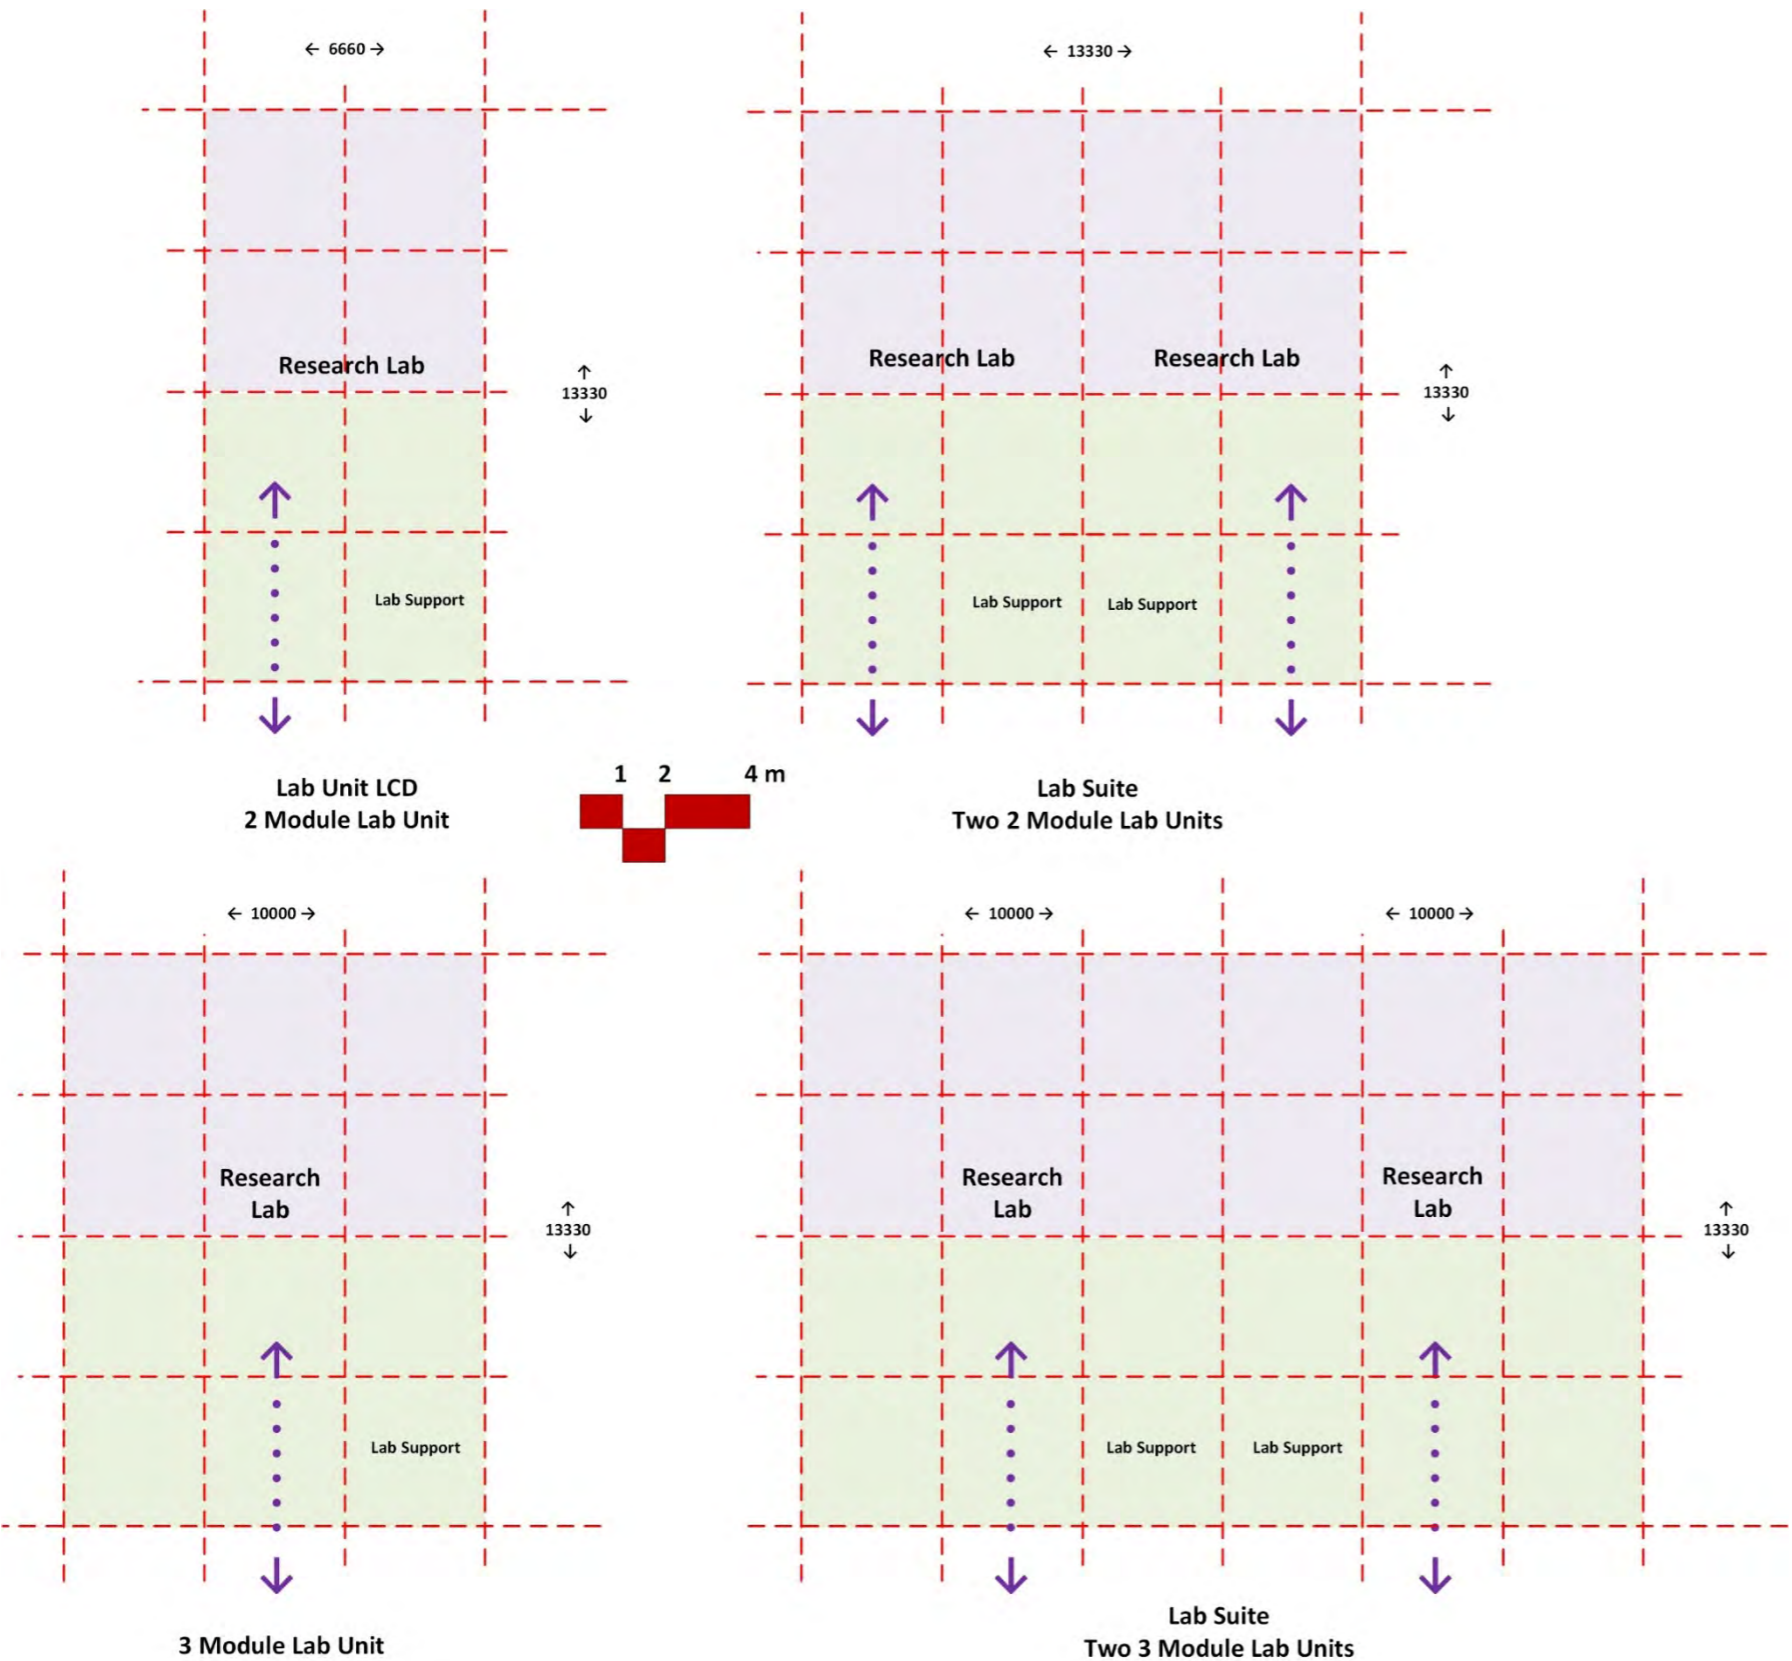 ← 6660 →
← 13330 →
Research Lab
Research Lab
Research Lab
↑
13330
↓
↑
13330
↓
Lab Support
Lab Support
Lab Support
Lab Unit LCD
2 Module Lab Unit
1 2 4 m
Lab Suite
Two 2 Module Lab Units
← 10000 →
← 10000 →
← 10000 →
Research
Lab
Research
Lab
Research
Lab
↑
13330
↓
↑
13330
↓
Lab Support
Lab Support
Lab Support
3 Module Lab Unit
Lab Suite
Two 3 Module Lab Units